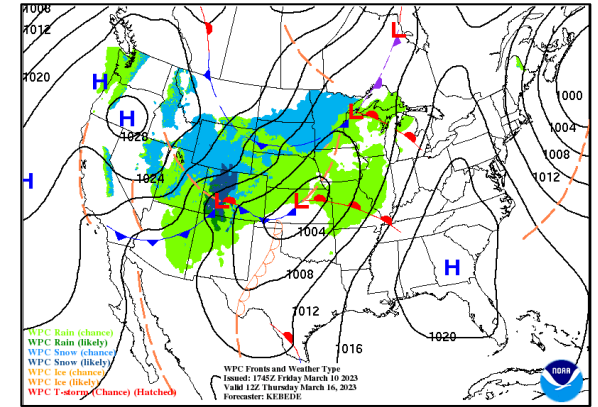 1008
1012
1020
L
H
H
1028
1024
H
L
L
L
1004
1008
1012
1016
1020
H
1000
1004
1008
1012
WPC Rain (chance)
WPC Rain (likely)
WPC Snow (chance)
WPC Snow (likely)
WPC Ice (chance)
WPC Ice (likely)
WPC T-storm (Chance) (Hatched)
WPC Fronts and Weather Type
Issued: 1745Z Friday March 10 2023
Valid 12Z Thursday March 16, 2023
Forecaster: KEBEDE
NOAA